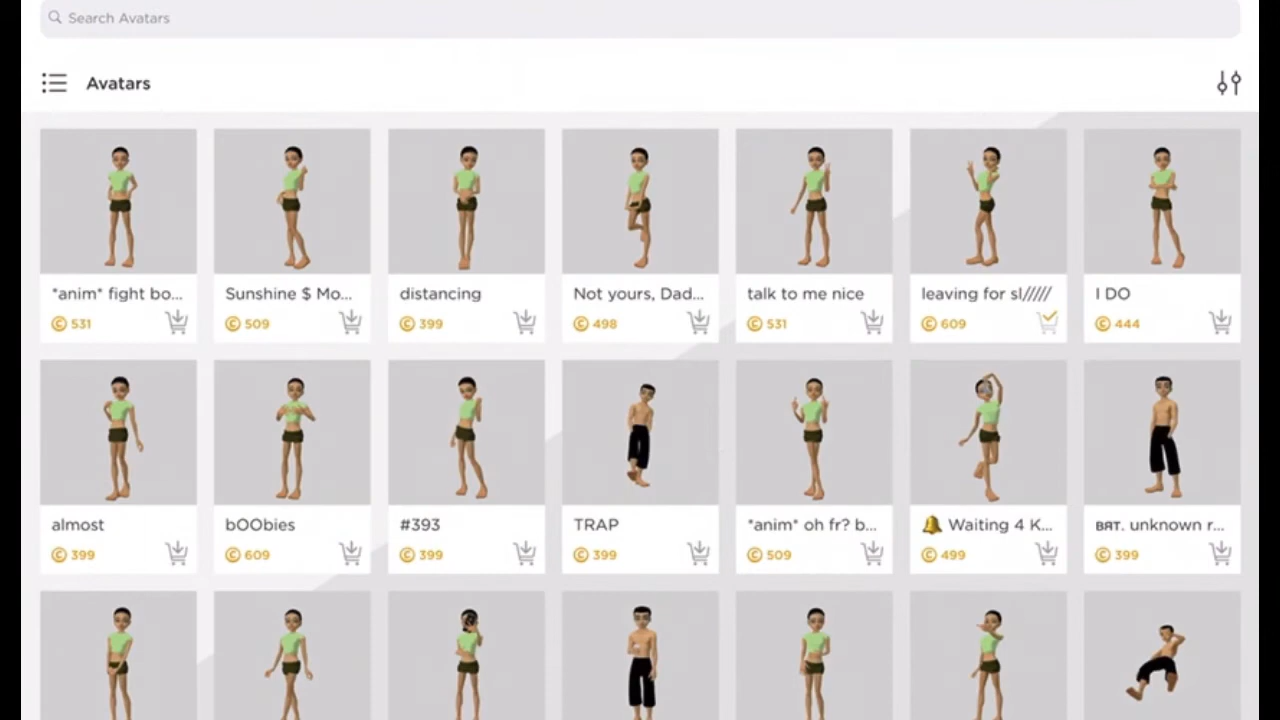 Search Avatars
Avatars
*anim* fight bo... Sunshine $ Mo... distancing Not yours, Dad... talk to me nice leaving for sl///// I DO
531 509 399 498 531 609 444
almost bOObies #393 TRAP *anim* oh fr? b... Waiting 4 K... вят. unknown r...
399 609 399 399 509 499 399